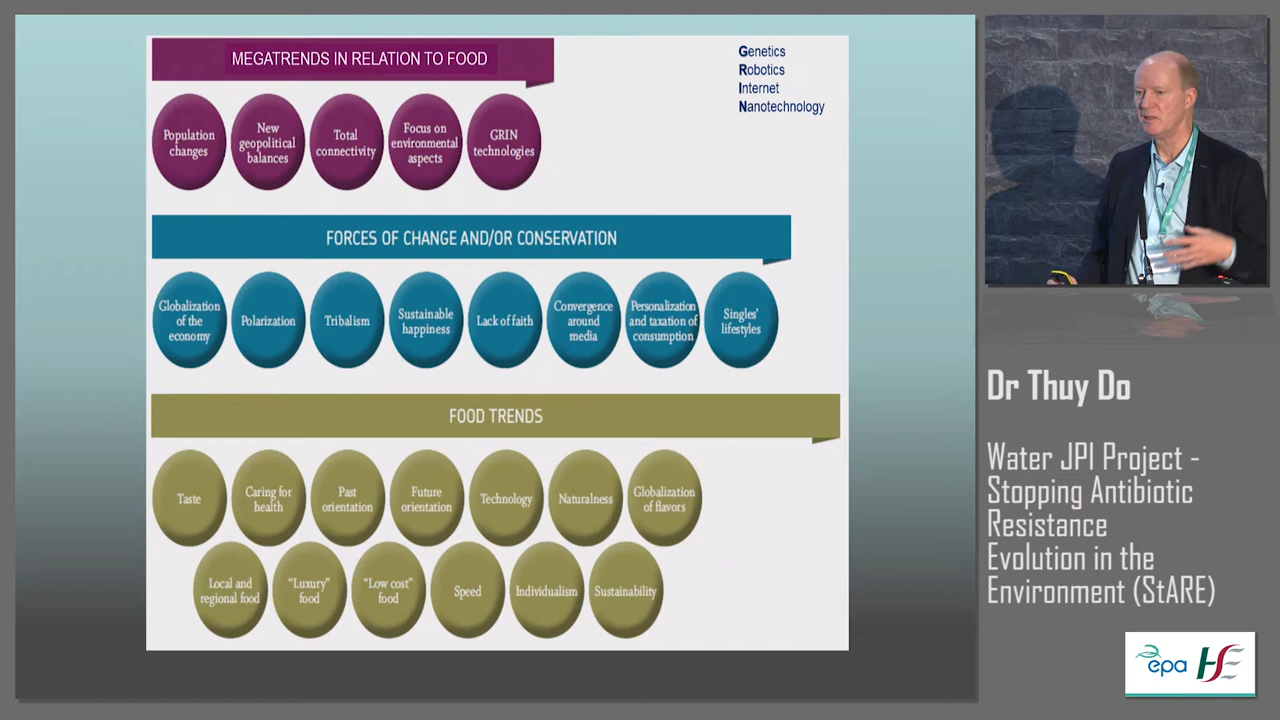 MEGATRENDS IN RELATION TO FOOD
Genetics
Robotics
Internet
Nanotechnology
Population
changes
New
geopolitical
balances
Total
connectivity
Focus on
environmental
aspects
GRIN
technologies
FORCES OF CHANGE AND/OR CONSERVATION
Globalization
of the
economy
Polarization
Tribalism
Sustainable
happiness
Lack of faith
Convergence
around
media
Personalization
and taxation of
consumption
Singles'
lifestyles
FOOD TRENDS
Taste
Caring for
health
Past
orientation
Future
orientation
Technology
Naturalness
Globalization
of flavors
Local and
regional food
“Luxury”
food
“Low cost”
food
Speed
Individualism
Sustainability
Dr Thuy Do
Water JPI Project -
Stopping Antibiotic
Resistance
Evolution in the
Environment (StARE)
epa
HSE